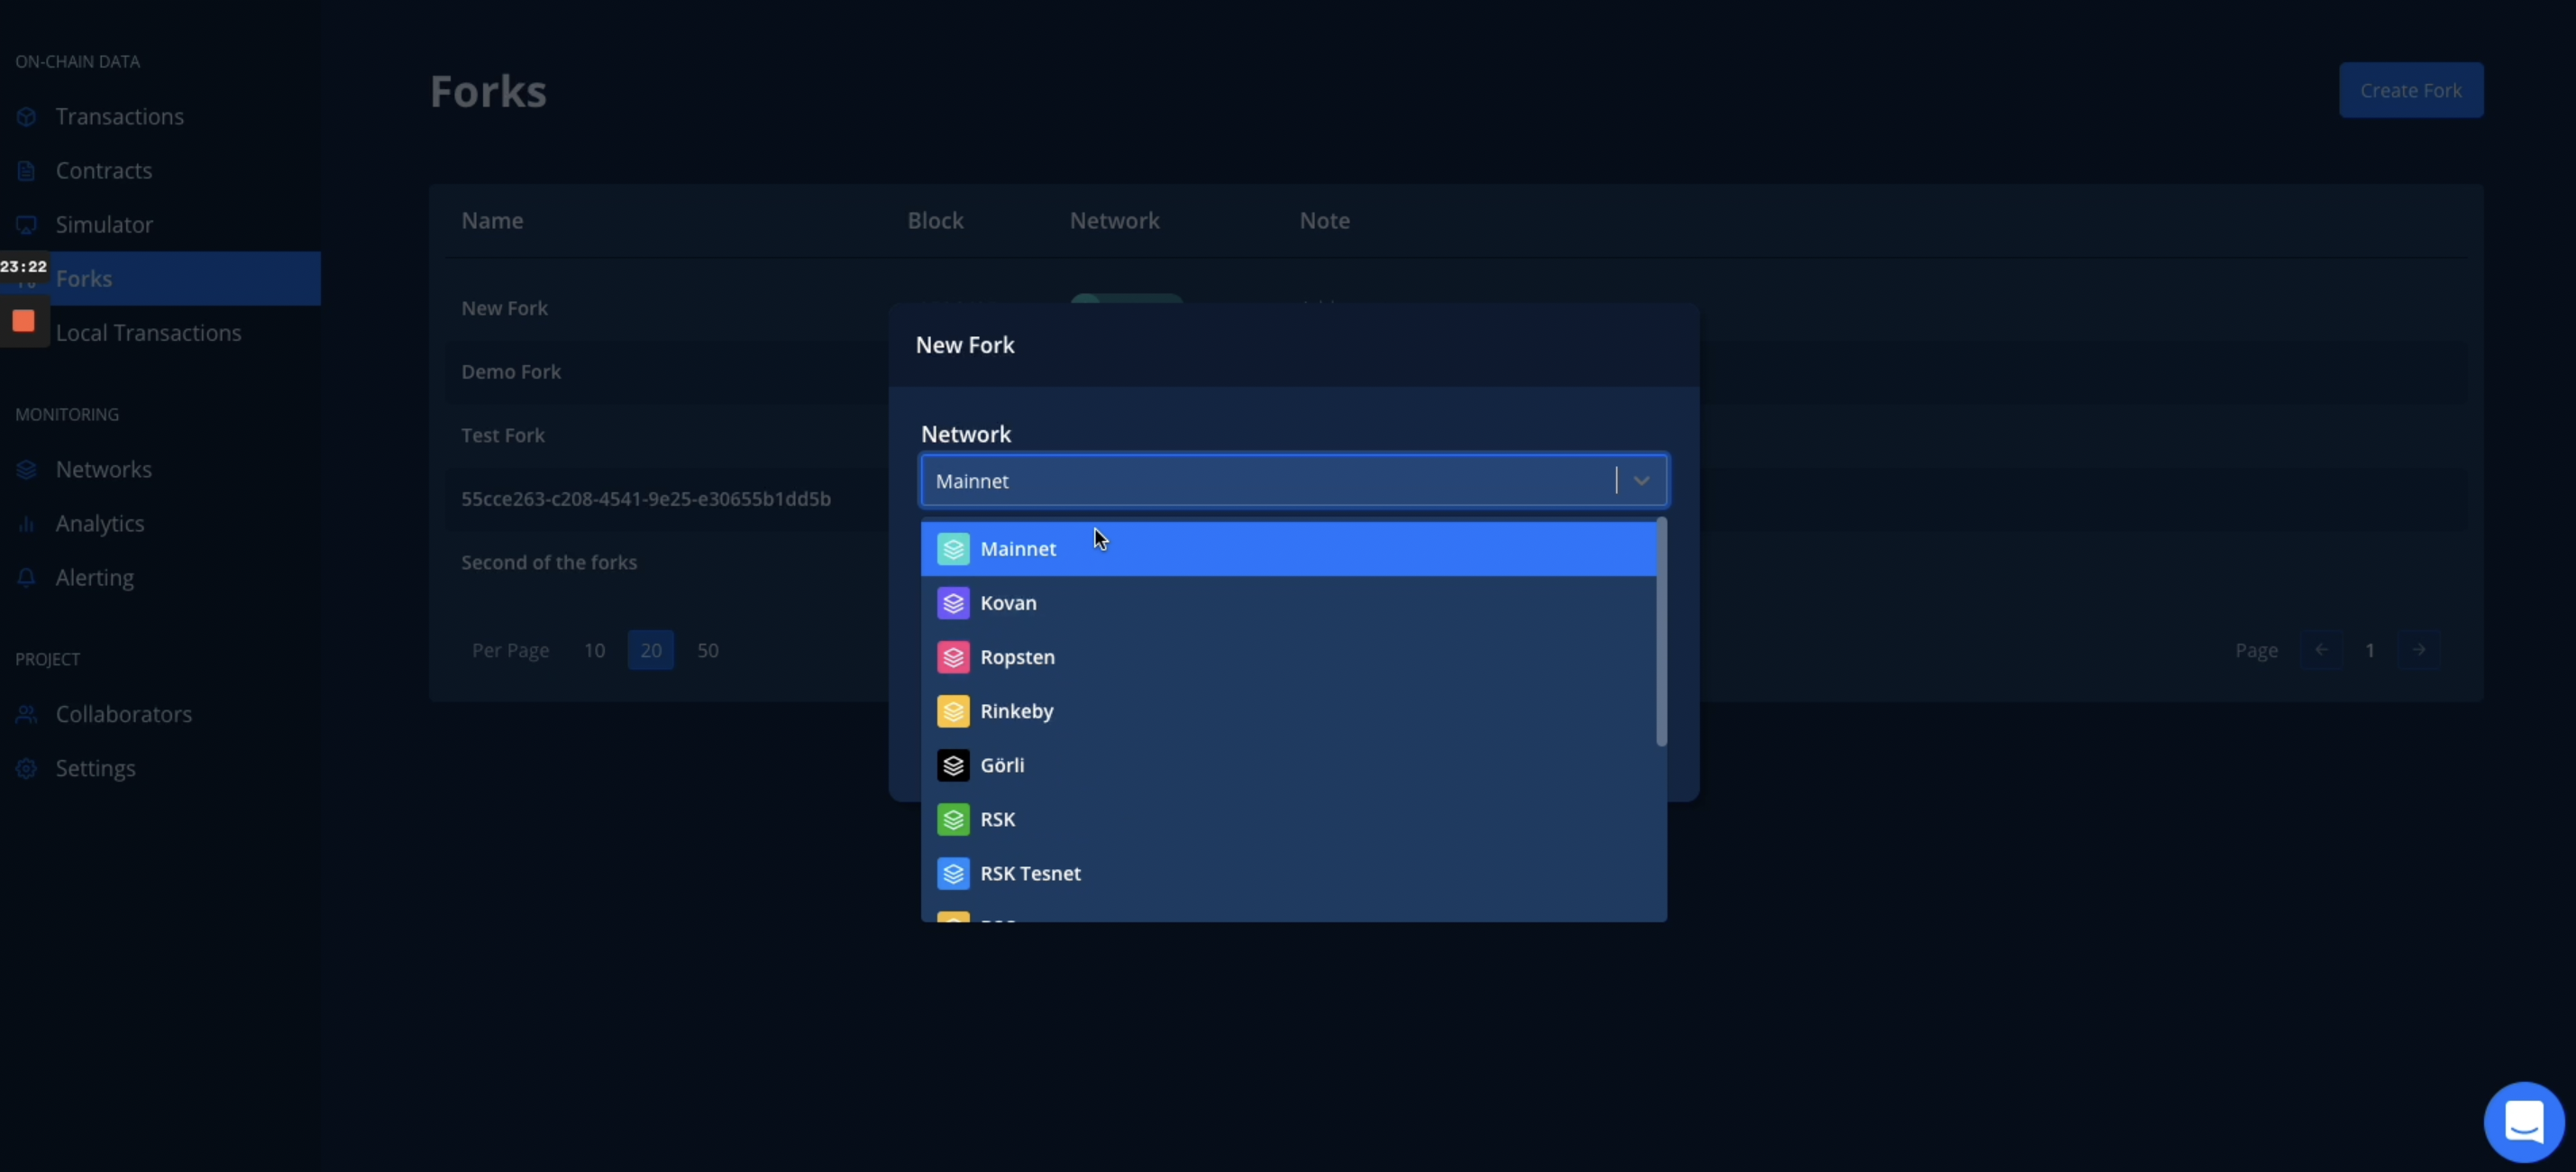 ON-CHAIN DATA
Transactions
Contracts
Simulator
23:22
Forks
Local Transactions
MONITORING
Networks
Analytics
Alerting
PROJECT
Collaborators
Settings
Forks
Create Fork
Name Block Network Note
New Fork
Demo Fork
Test Fork
55cce263-c208-4541-9e25-e30655b1dd5b
Second of the forks
Per Page 10 20 50
Page 1
New Fork
Network
Mainnet
Mainnet
Kovan
Ropsten
Rinkeby
Görli
RSK
RSK Tesnet